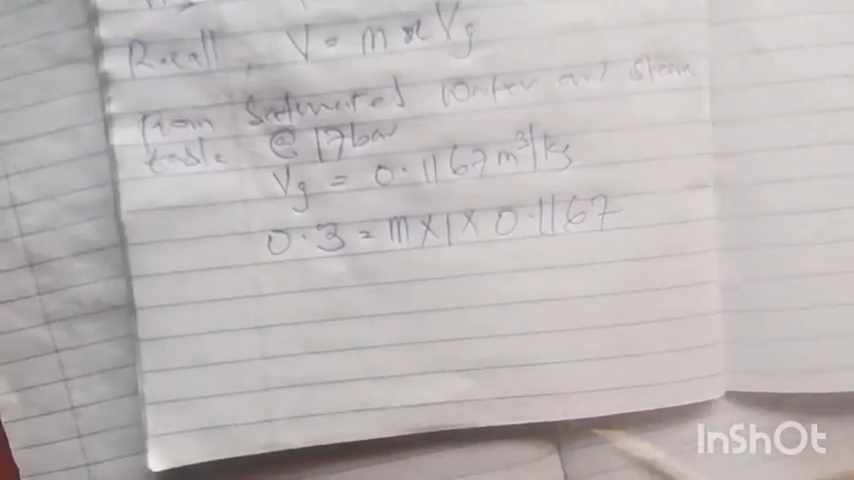 Recall, V = m x Vg
from Saturated Water and steam
table @ 17bar
Vg = 0.1167 m³/kg
0.3 = m x 1 x 0.1167
InShOt